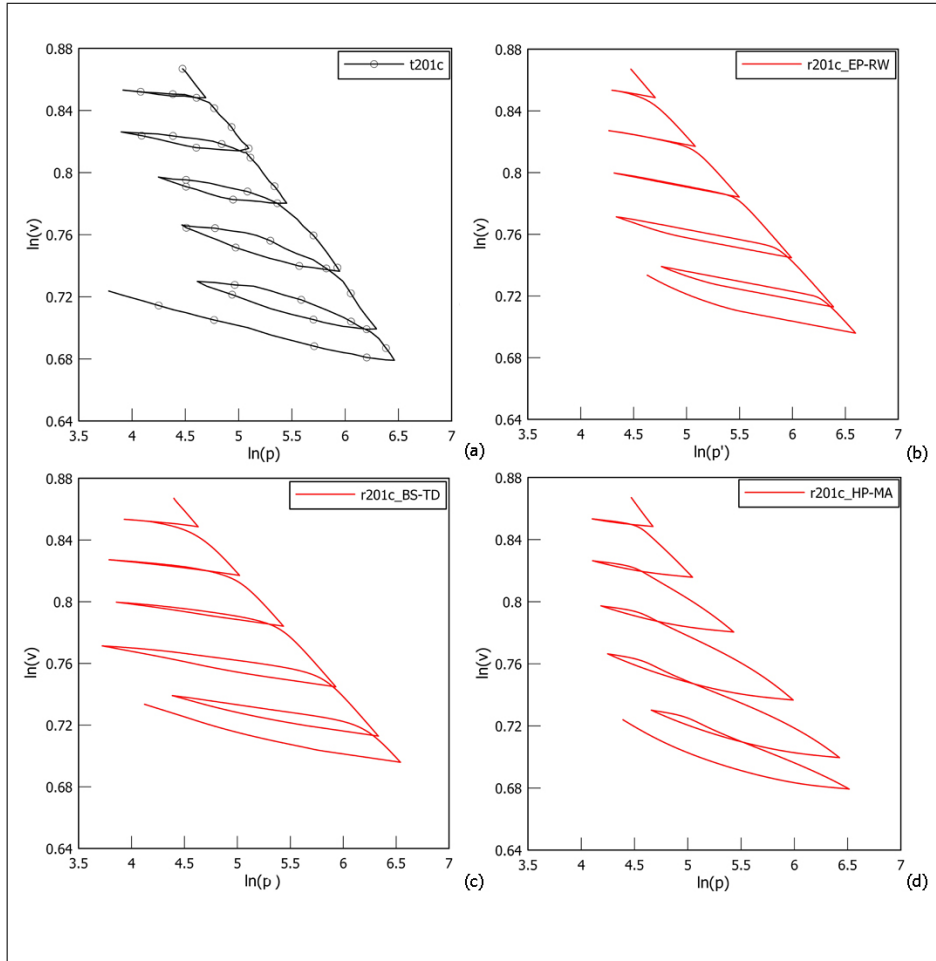 0.88
0.84
0.8
0.76
0.72
0.68
0.64
ln(v)
t201c
3.5 4 4.5 5 5.5 6 6.5 7
ln(p)
(a)
0.88
0.84
0.8
0.76
0.72
0.68
0.64
ln(v)
r201c_EP-RW
3.5 4 4.5 5 5.5 6 6.5 7
ln(p')
(b)
0.88
0.84
0.8
0.76
0.72
0.68
0.64
ln(v)
r201c_BS-TD
3.5 4 4.5 5 5.5 6 6.5 7
ln(p)
(c)
0.88
0.84
0.8
0.76
0.72
0.68
0.64
ln(v)
r201c_HP-MA
3.5 4 4.5 5 5.5 6 6.5 7
ln(p)
(d)